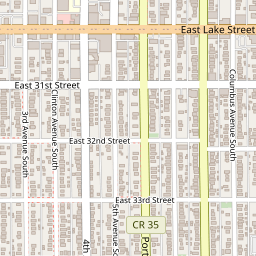 East Lake Street
East 31st Street
Columbus Avenue South
Clinton Avenue South
3rd Avenue South
East 32nd Street
East 33rd Street
CR 35
5th Avenue So
4th
Port